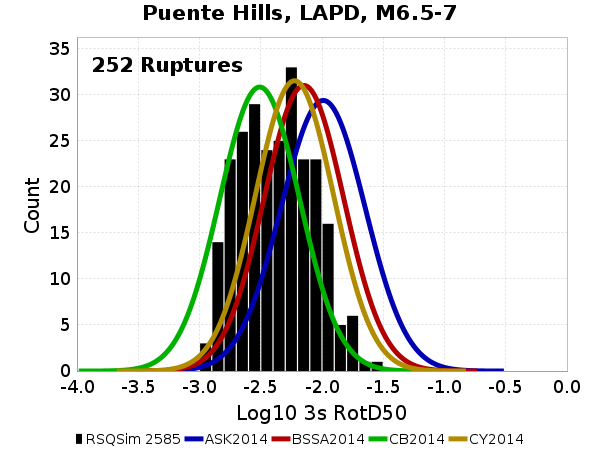 Puente Hills, LAPD, M6.5-7
252 Ruptures
Count
35
30
25
20
15
10
5
0
-4.0 -3.5 -3.0 -2.5 -2.0 -1.5 -1.0 -0.5 0.0
Log10 3s RotD50
RSQSim 2585 ASK2014 BSSA2014 CB2014 CY2014